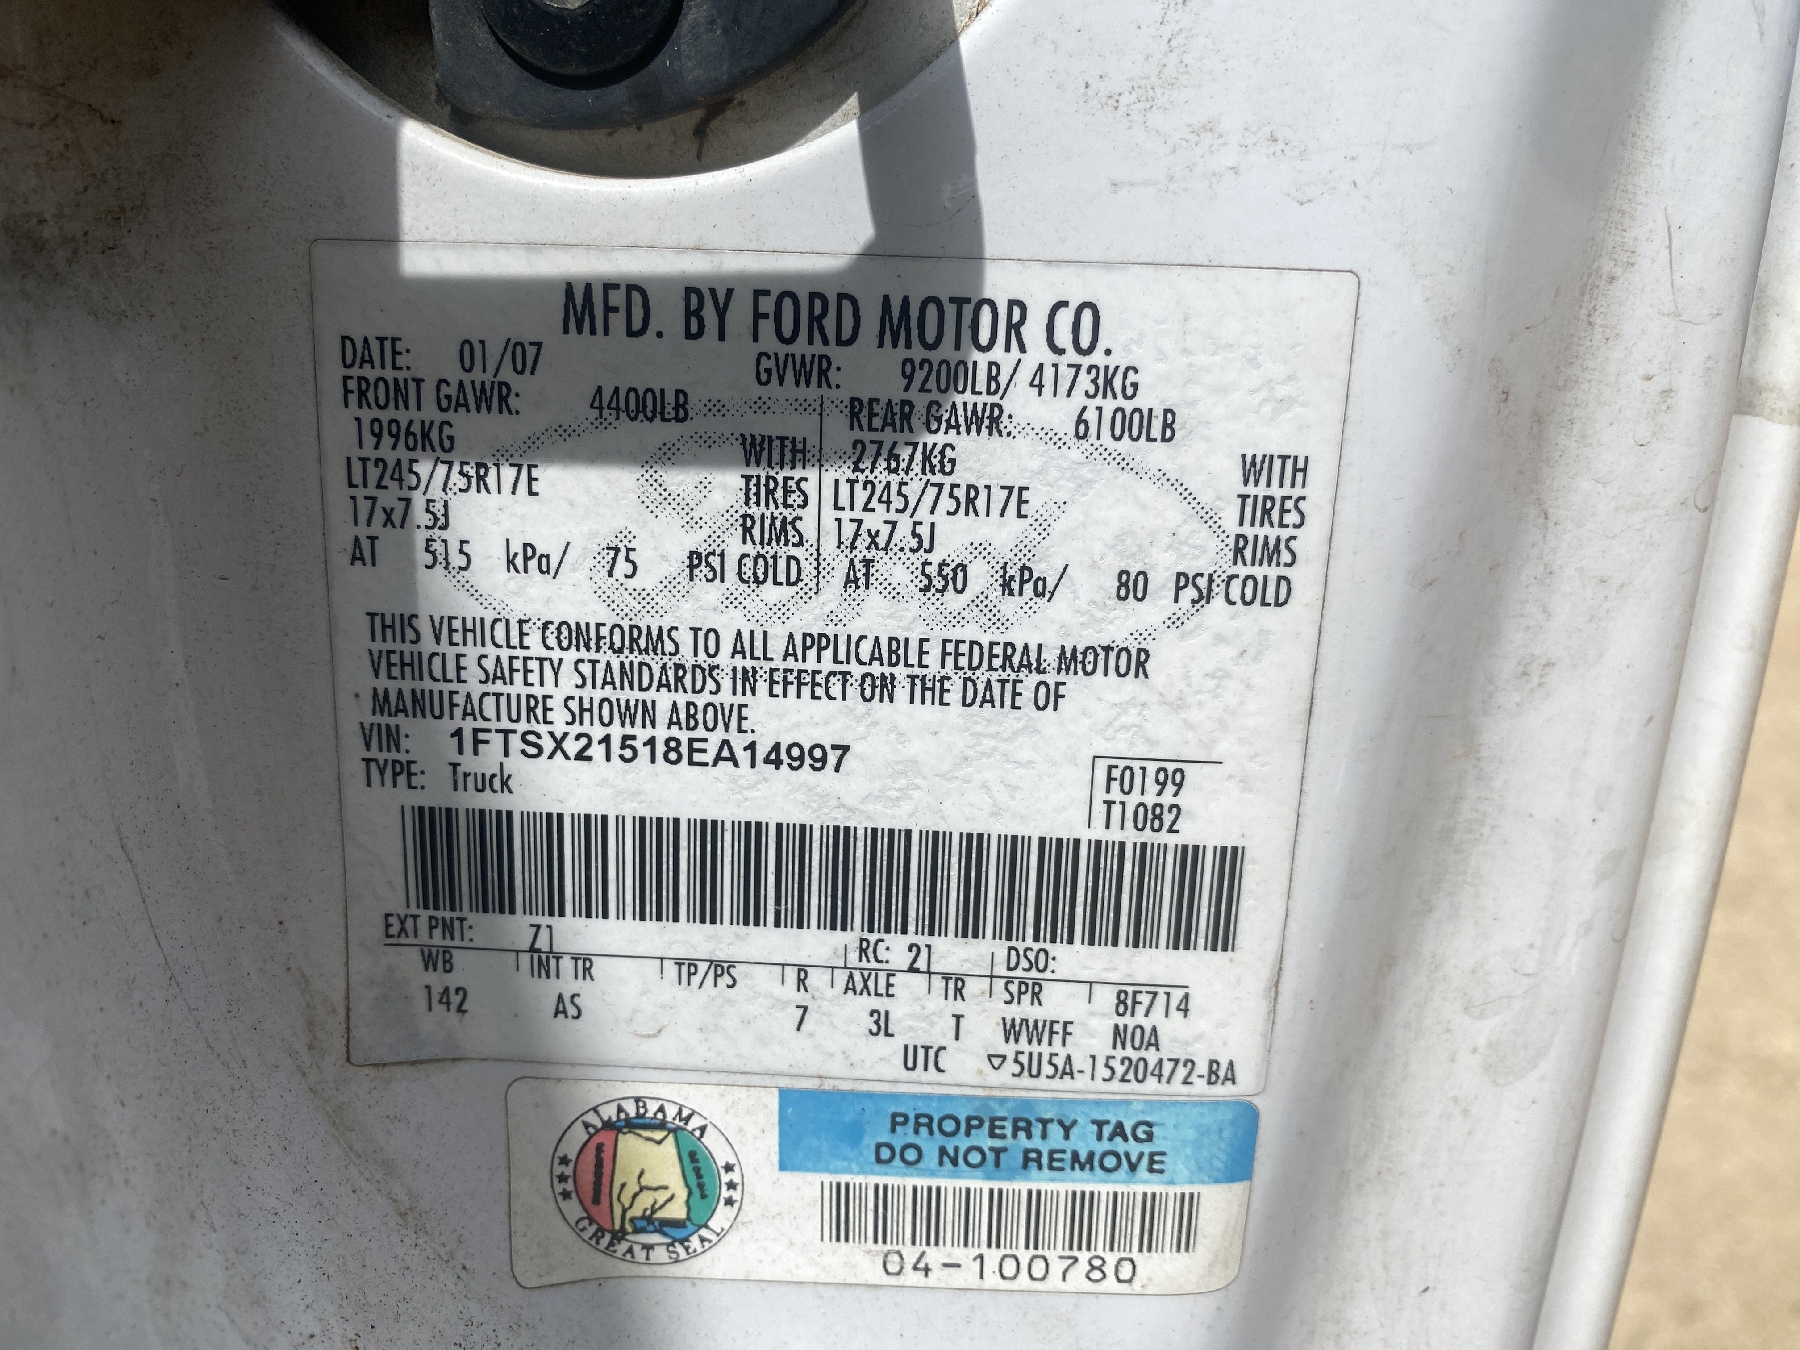 MFD. BY FORD MOTOR CO.
DATE: 01/07 GVWR: 9200LB/ 4173KG
FRONT GAWR: 4400LB REAR GAWR: 6100LB
1996KG WITH 2767KG WITH
LT245/75R17E TIRES LT245/75R17E TIRES
17x7.5J RIMS 17x7.5J RIMS
AT 515 kPa/ 75 PSI COLD AT 550 kPa/ 80 PSI COLD
THIS VEHICLE CONFORMS TO ALL APPLICABLE FEDERAL MOTOR
VEHICLE SAFETY STANDARDS IN EFFECT ON THE DATE OF
MANUFACTURE SHOWN ABOVE.
VIN: 1FTSX21518EA14997
TYPE: Truck
F0199
T1082
EXT PNT: Z1 RC: 21 DSO:
WB INT TR TP/PS R AXLE TR SPR 8F714
142 AS 7 3L T WWFF NOA
UTC ▽5U5A-1520472-BA
ALABAMA
GREAT SEAL
PROPERTY TAG
DO NOT REMOVE
04-100780